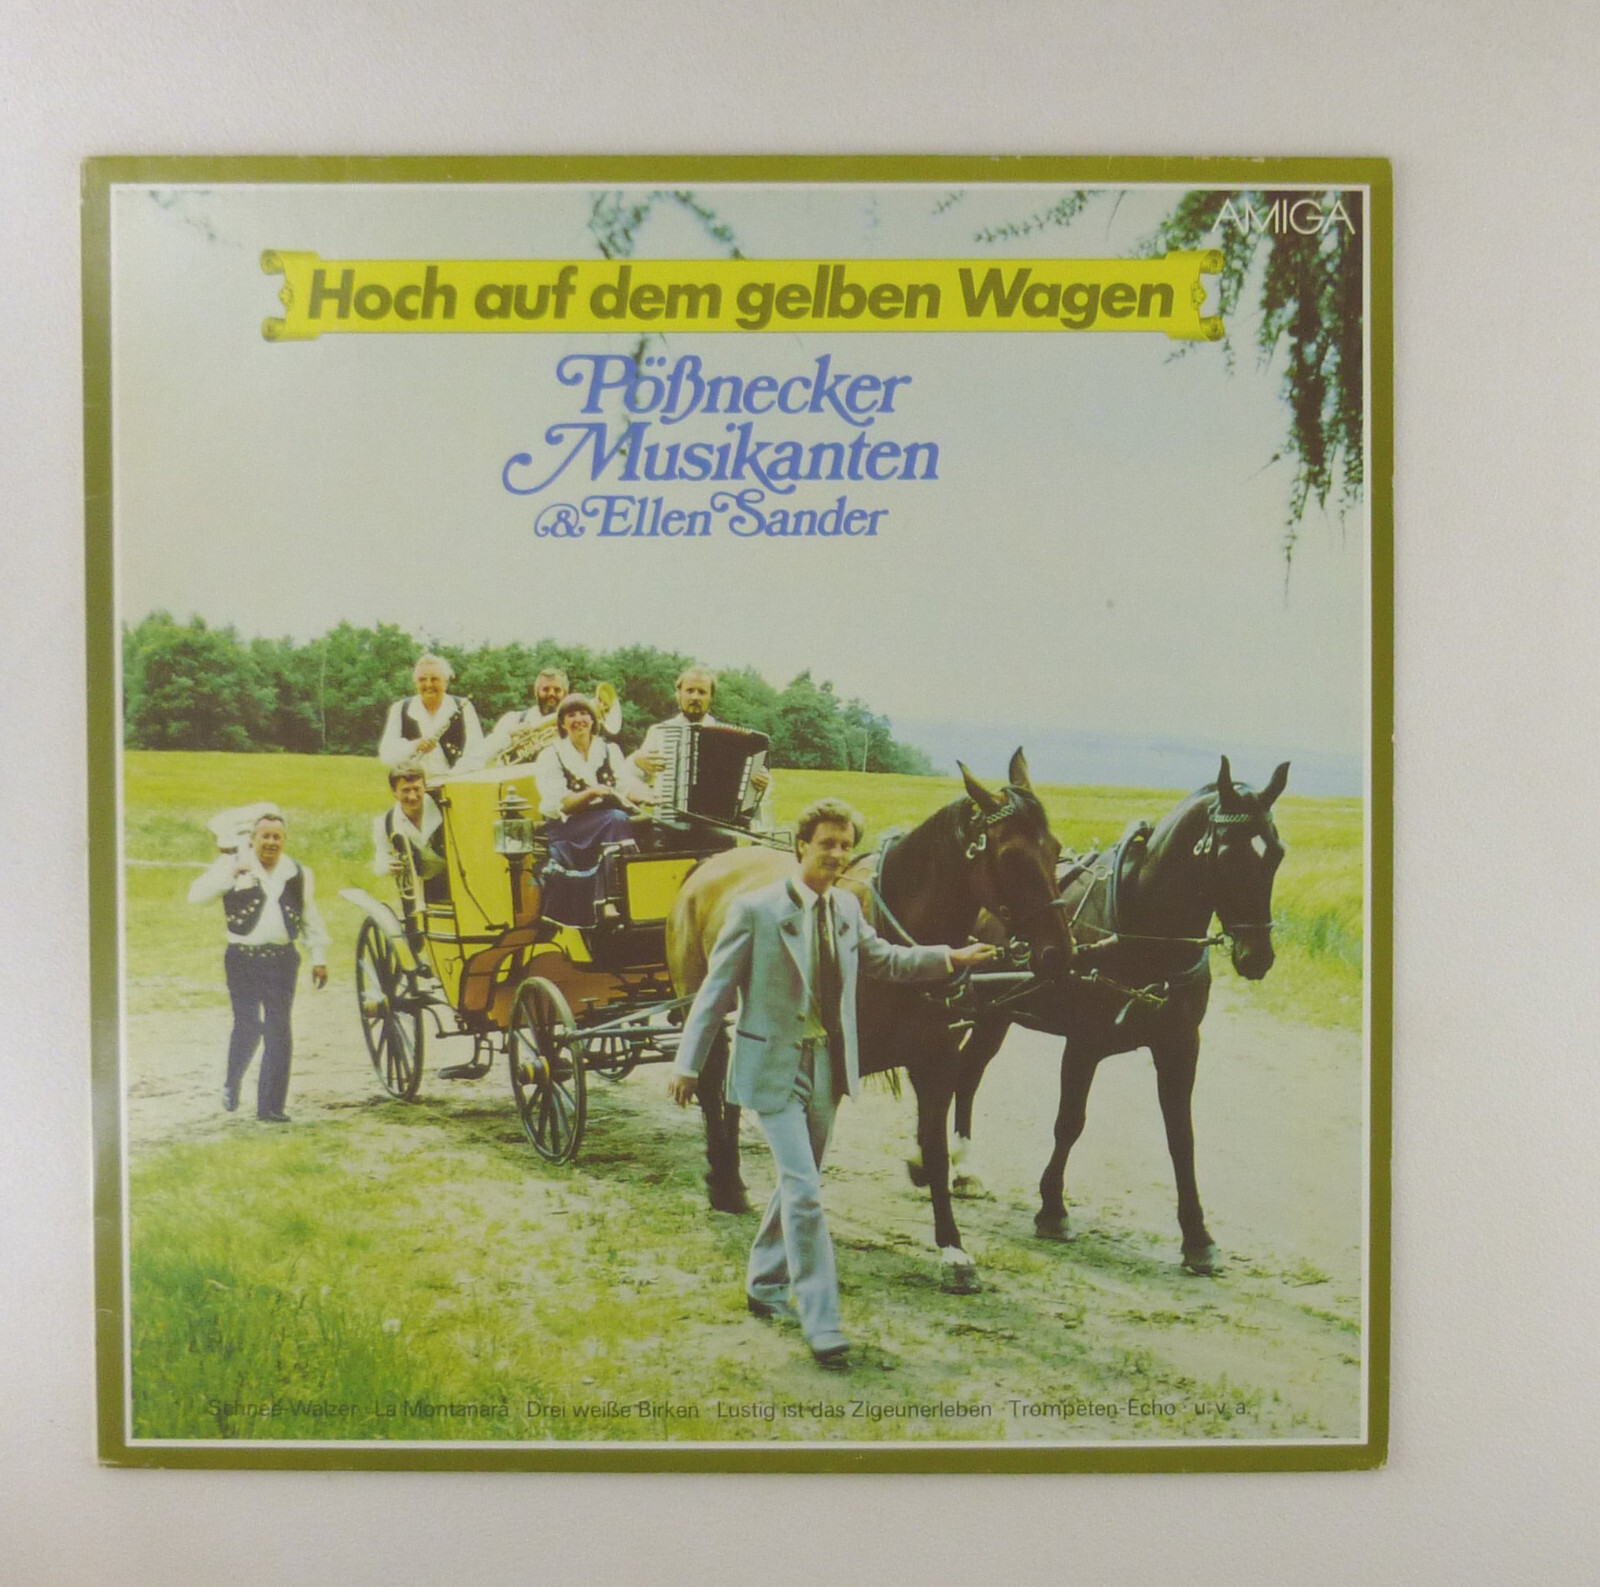 AMIGA
Hoch auf dem gelben Wagen
Pößnecker
Musikanten
& Ellen Sander
Schnee-Walzer · La Montanara · Drei weiße Birken · Lustig ist das Zigeunerleben · Trompeten-Echo · u. v. a.